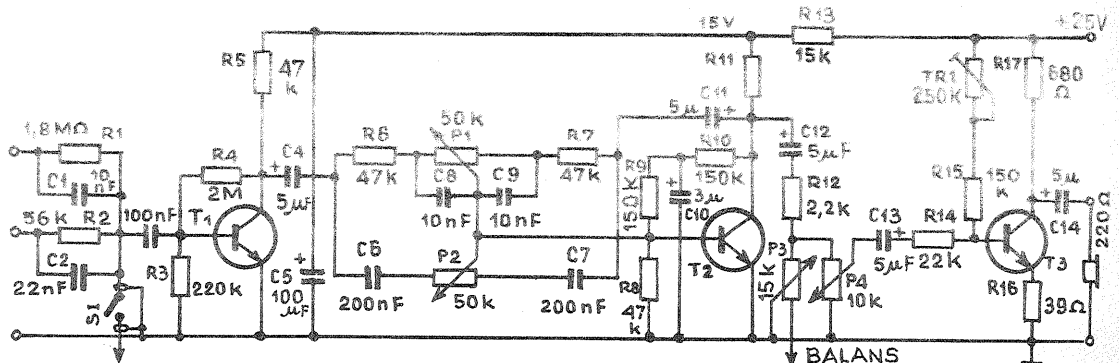 15V
R13
15k
+25V
R5
47
k
R11
TR1
250K
R17
680
Ω
C11
5µ
+
1,8MΩ
R1
C1
10
nF
R4
2M
C4
+
5µF
R6
47K
50K
P1
R7
47K
C8
10nF
C9
10nF
R9
150K
R10
150K
3µ
C10
+
C12
+
5µF
R12
2,2K
R15
150
k
5µ
+
C14
56k
R2
100nF
T1
C2
22nF
R3
220k
S1
C5
+
100
µF
C6
200nF
P2
50k
C7
200nF
R8
47
k
T2
P3
15k
P4
10k
C13
+
5µF
R14
22k
T3
R16
39Ω
220Ω
BALANS